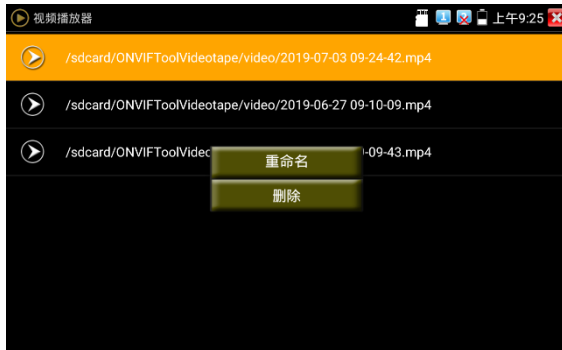 视频播放器
上午9:25
/sdcard/ONVIFToolVideotape/video/2019-07-03 09-24-42.mp4
/sdcard/ONVIFToolVideotape/video/2019-06-27 09-10-09.mp4
/sdcard/ONVIFToolVidec -09-43.mp4
重命名
删除